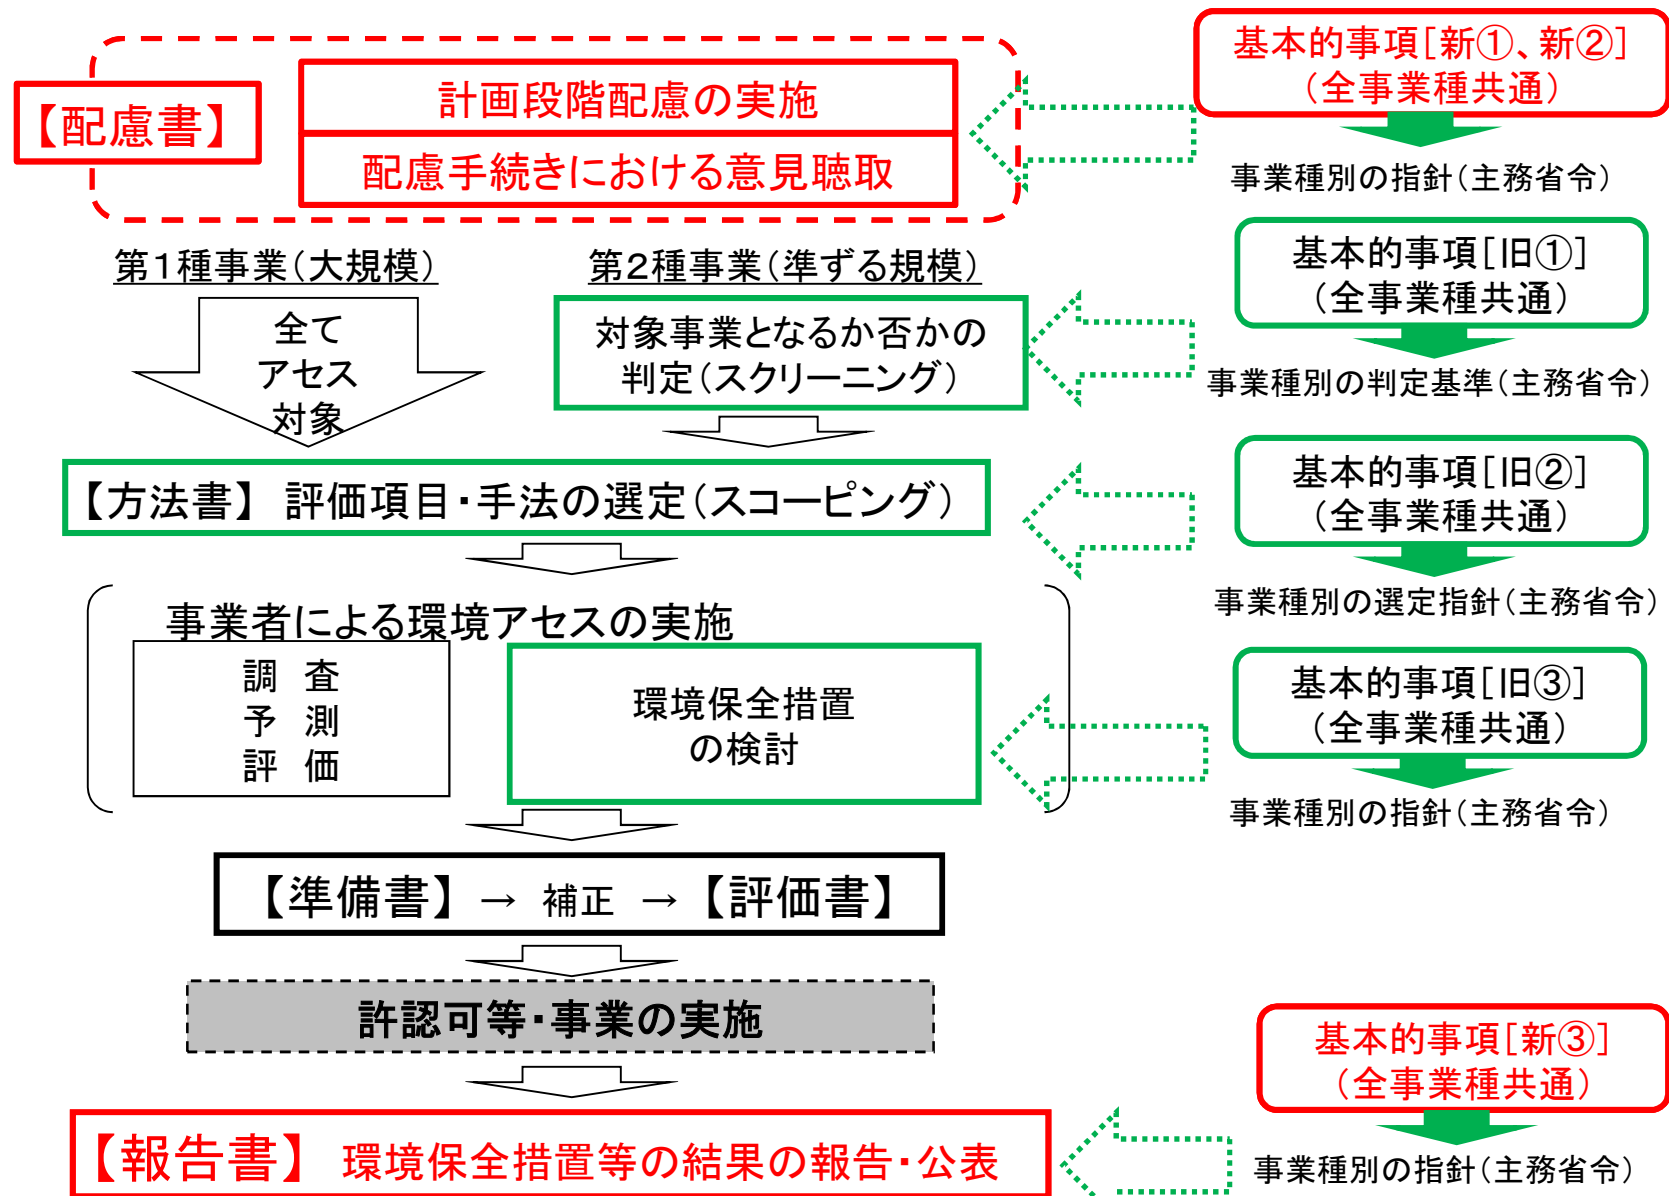 基本的事項[新①、新②]
(全事業種共通)
事業種別の指針(主務省令)
【配慮書】
計画段階配慮の実施
配慮手続きにおける意見聴取
第1種事業(大規模)
全て
アセス
対象
第2種事業(準ずる規模)
対象事業となるか否かの
判定(スクリーニング)
基本的事項[旧①]
(全事業種共通)
事業種別の判定基準(主務省令)
【方法書】 評価項目・手法の選定(スコーピング)
基本的事項[旧②]
(全事業種共通)
事業種別の選定指針(主務省令)
事業者による環境アセスの実施
調 査
予 測
評 価
環境保全措置
の検討
基本的事項[旧③]
(全事業種共通)
事業種別の指針(主務省令)
【準備書】 → 補正 → 【評価書】
許認可等・事業の実施
基本的事項[新③]
(全事業種共通)
事業種別の指針(主務省令)
【報告書】 環境保全措置等の結果の報告・公表